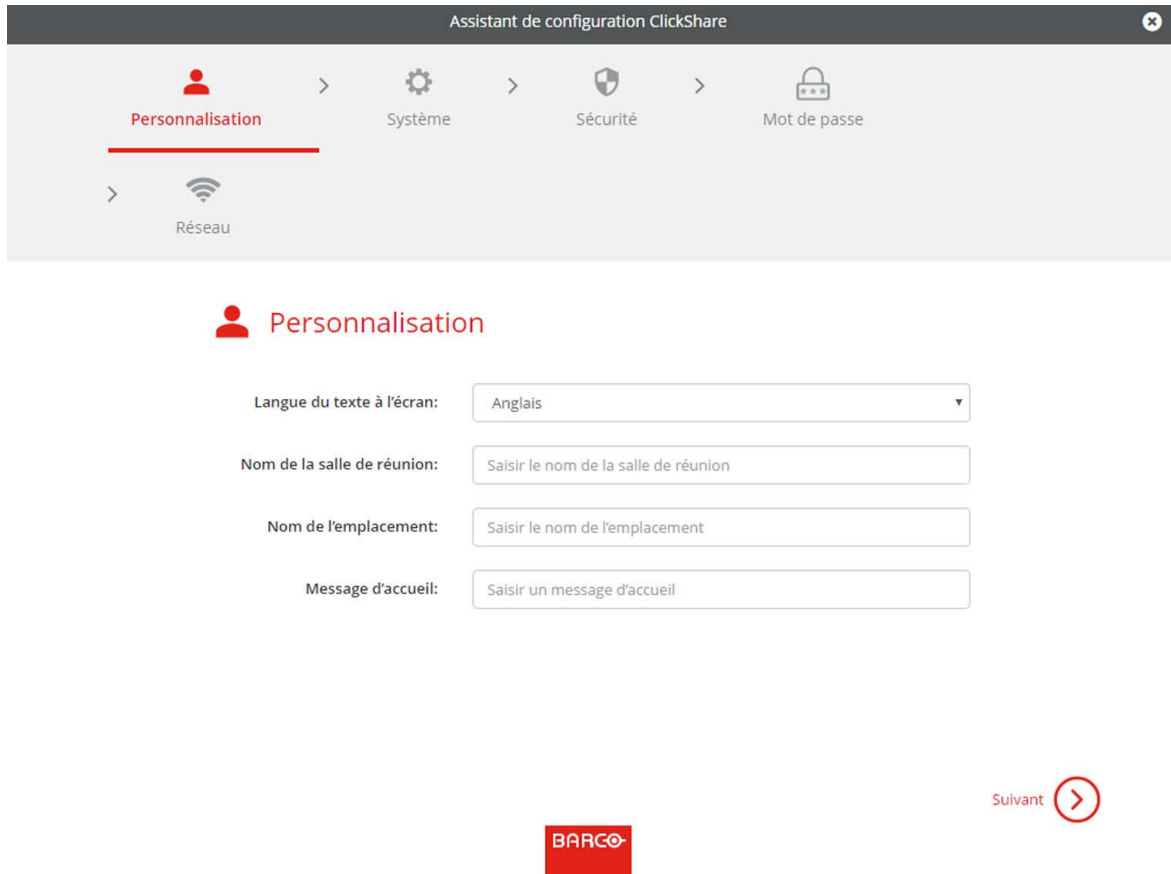 Assistant de configuration ClickShare
Personnalisation
Système
Sécurité
Mot de passe
Réseau
Personnalisation
Langue du texte à l'écran:
Anglais
Nom de la salle de réunion:
Saisir le nom de la salle de réunion
Nom de l'emplacement:
Saisir le nom de l'emplacement
Message d'accueil:
Saisir un message d'accueil
Suivant
BARCO